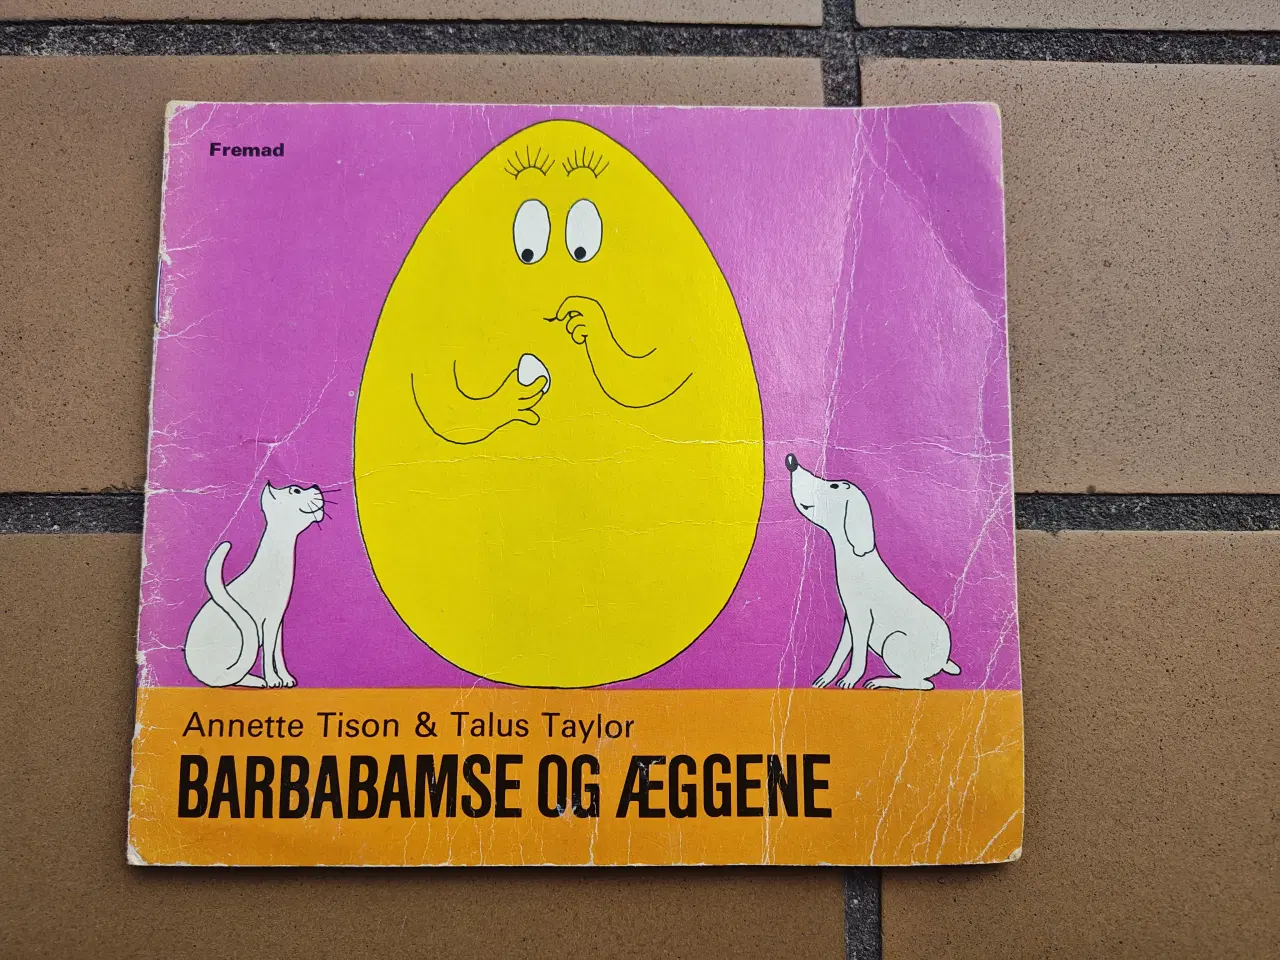 Fremad
Annette Tison & Talus Taylor
BARBABAMSE OG ÆGGENE